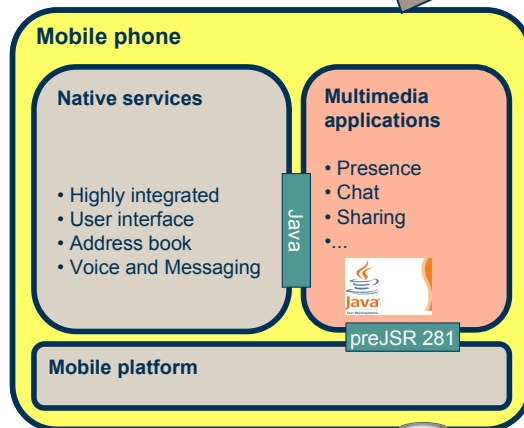 Mobile phone
Native services
• Highly integrated
• User interface
• Address book
• Voice and Messaging
Java
Multimedia
applications
• Presence
• Chat
• Sharing
•...
Java
preJSR 281
Mobile platform